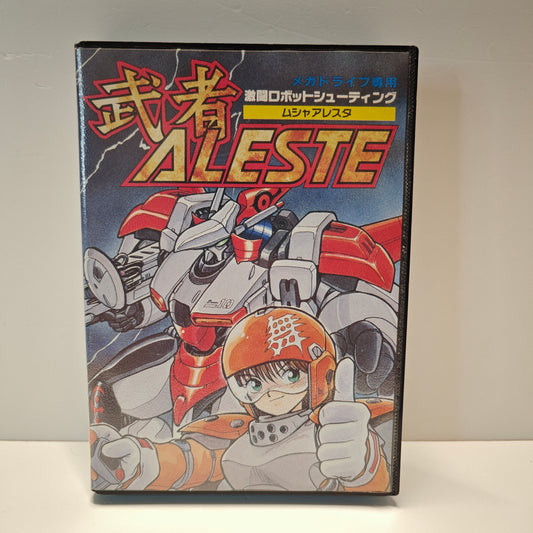 メガドライブ専用
激闘ロボットシューティング
ムシャアレスタ
武者
ALESTE
舞